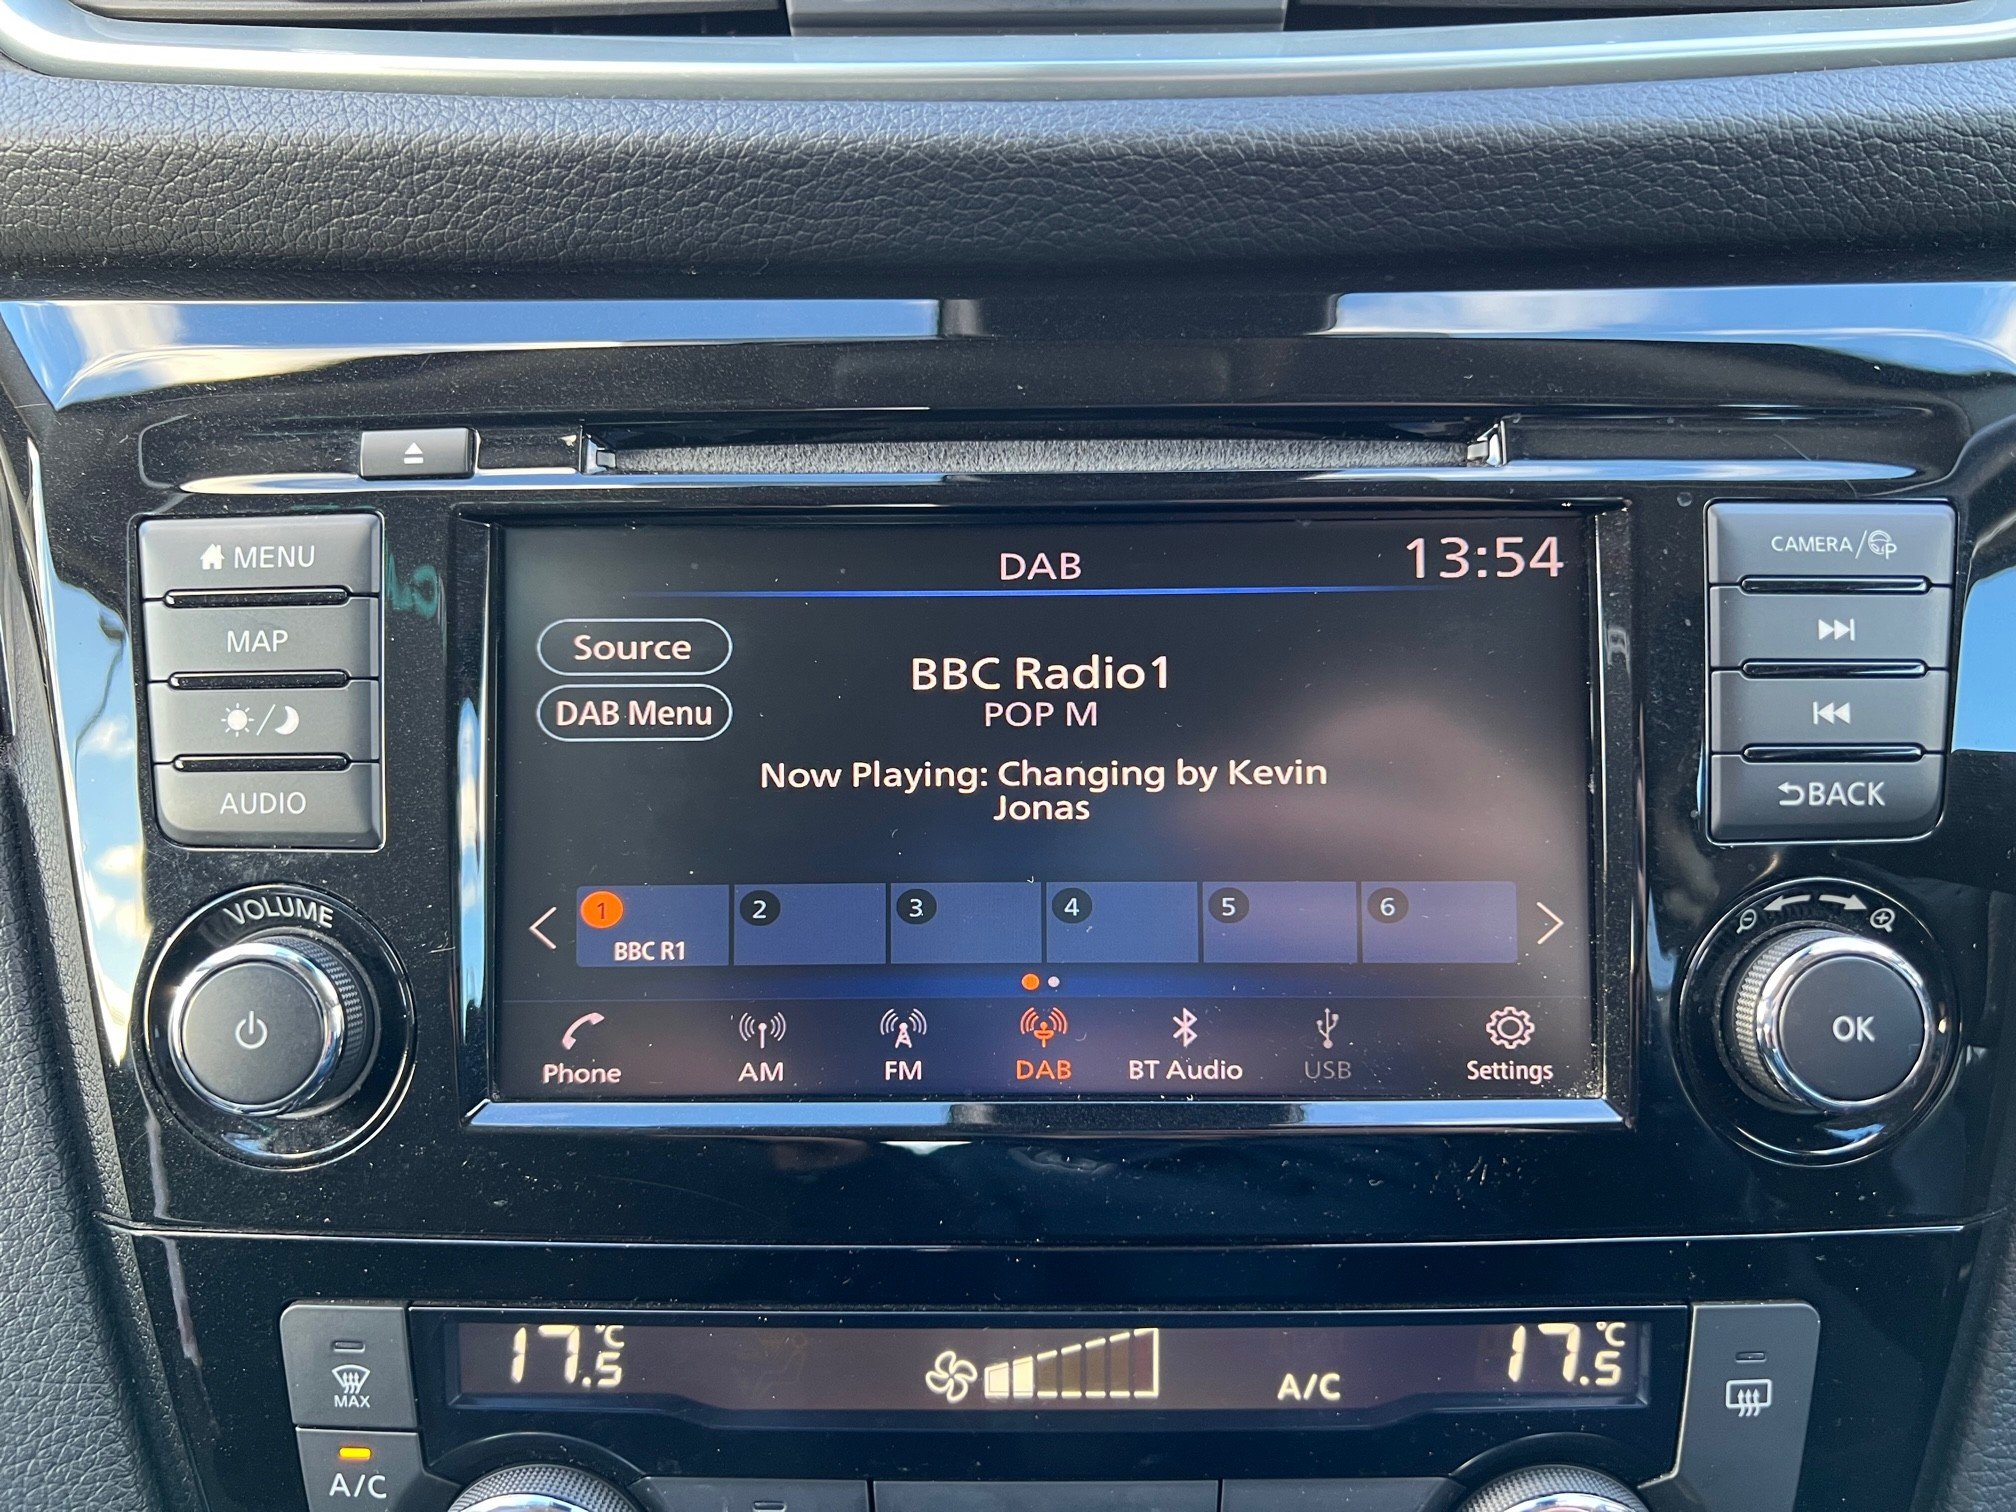 MENU
MAP
AUDIO
VOLUME
DAB
13:54
Source
DAB Menu
BBC Radio1
POP M
Now Playing: Changing by Kevin
Jonas
1
BBC R1
2
3
4
5
6
Phone
AM
FM
DAB
BT Audio
USB
Settings
CAMERA/P
BACK
OK
MAX
A/C
17.5°C
A/C
17.5°C